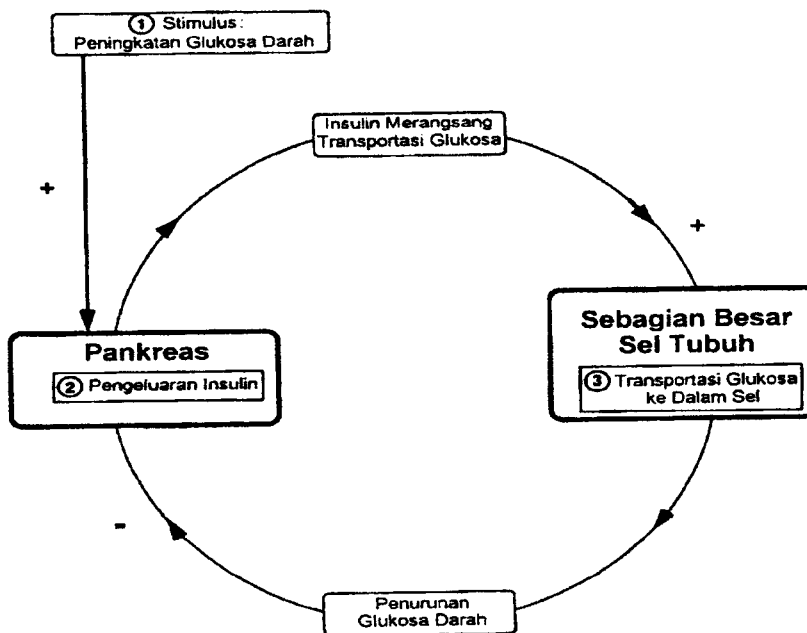 ① Stimulus:
Peningkatan Glukosa Darah
Insulin Merangsang
Transportasi Glukosa
+
+
Pankreas
② Pengeluaran Insulin
Sebagian Besar
Sel Tubuh
③ Transportasi Glukosa
ke Dalam Sel
-
Penurunan
Glukosa Darah